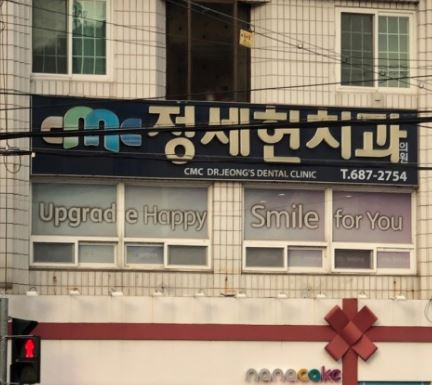 cmc 정세헌치과의원
CMC DR.JEONG'S DENTAL CLINIC T.687-2754
Upgrade Happy Smile for You
nanacake